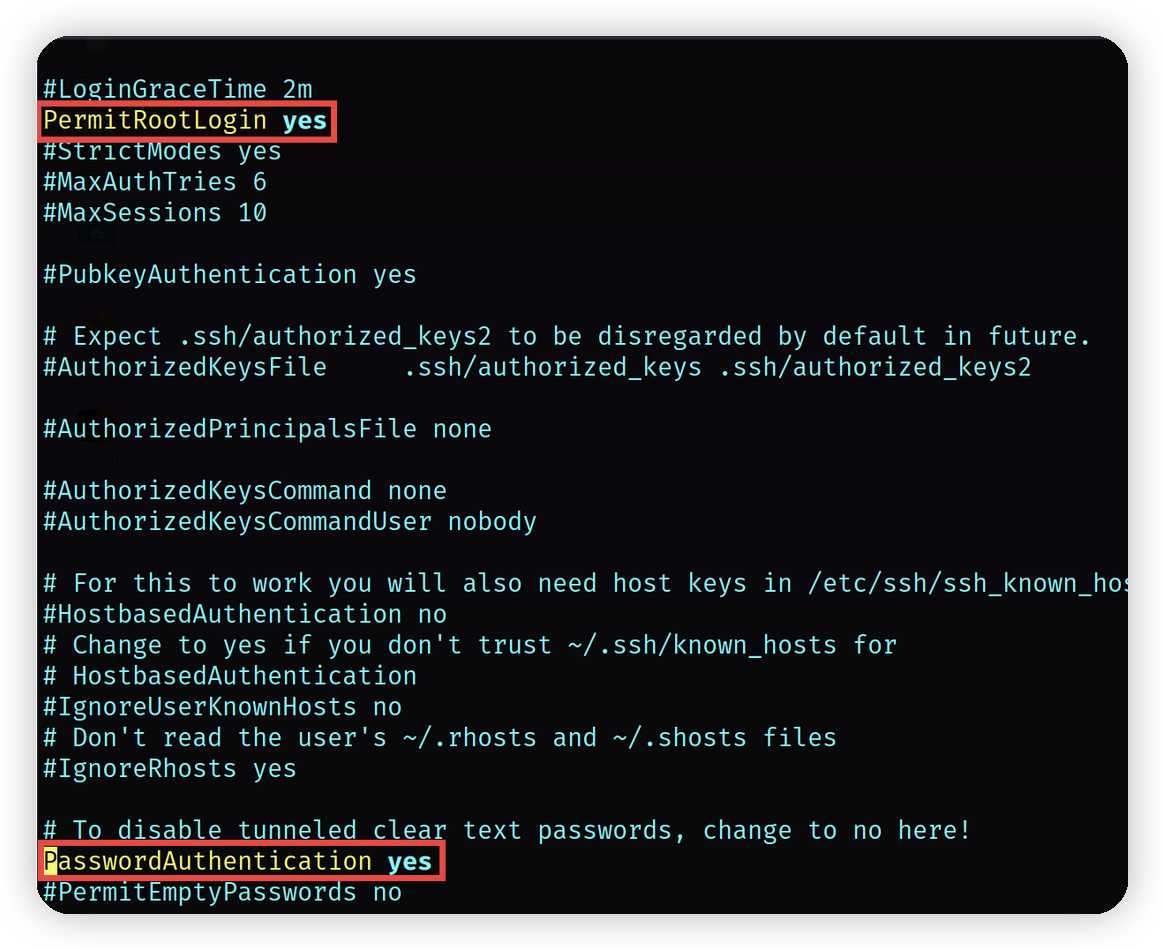 #LoginGraceTime 2m
PermitRootLogin yes
#StrictModes yes
#MaxAuthTries 6
#MaxSessions 10
#PubkeyAuthentication yes
# Expect .ssh/authorized_keys2 to be disregarded by default in future.
#AuthorizedKeysFile     .ssh/authorized_keys .ssh/authorized_keys2
#AuthorizedPrincipalsFile none
#AuthorizedKeysCommand none
#AuthorizedKeysCommandUser nobody
# For this to work you will also need host keys in /etc/ssh/ssh_known_hos
#HostbasedAuthentication no
# Change to yes if you don't trust ~/.ssh/known_hosts for
# HostbasedAuthentication
#IgnoreUserKnownHosts no
# Don't read the user's ~/.rhosts and ~/.shosts files
#IgnoreRhosts yes
# To disable tunneled clear text passwords, change to no here!
PasswordAuthentication yes
#PermitEmptyPasswords no